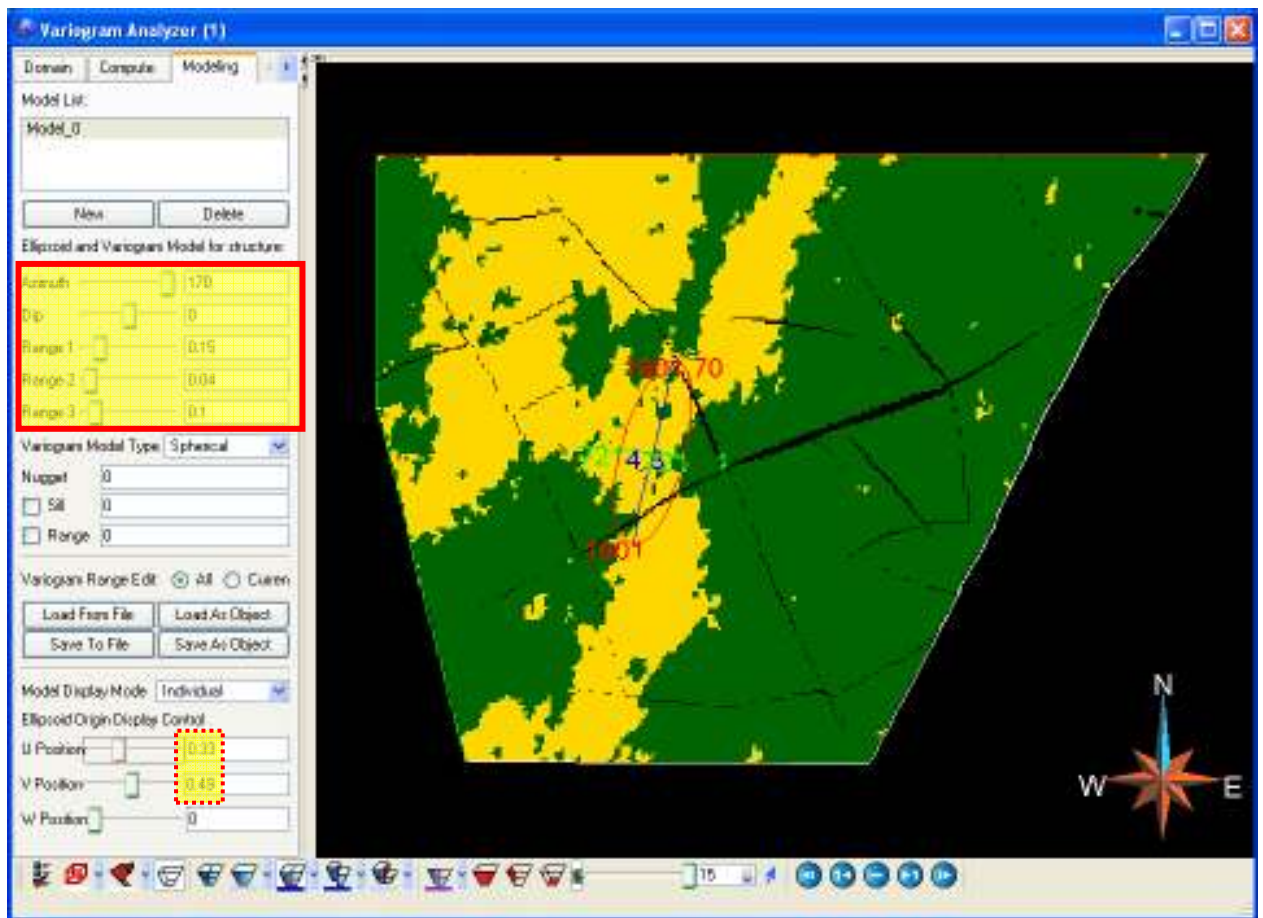 Variogram Analyzer (1)
Domain Compute Modeling
Model List:
Model_0
New Delete
Ellipsoid and Variogram Model for structure:
Azimuth 170
Dip 0
Range 1 0.15
Range 2 0.04
Range 3 0.1
Variogram Model Type Spherical
Nugget 0
Sill 0
Range 0
Variogram Range Edit All Curren
Load From File Load As Object
Save To File Save As Object
Model Display Mode Individual
Ellipsoid Origin Display Control
U Position 0.33
V Position 0.49
W Position 0
15
N
W
E